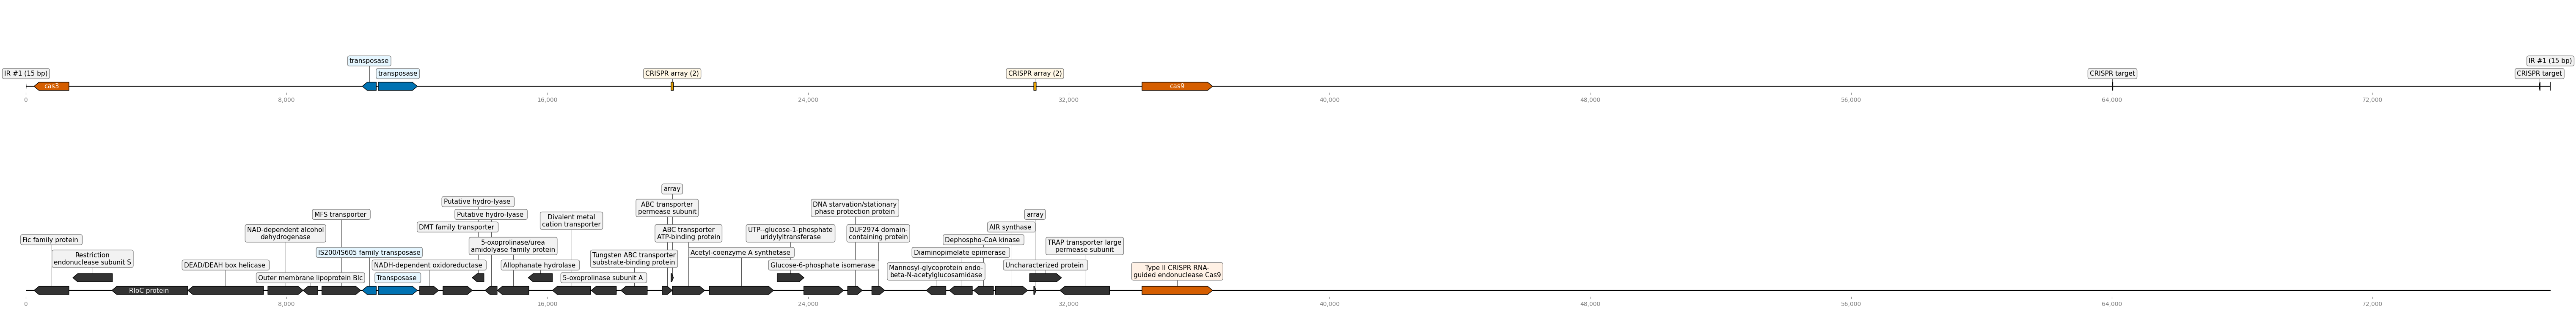 transposase
IR #1 (15 bp)
transposase
CRISPR array (2)
CRISPR array (2)
CRISPR target
IR #1 (15 bp)
CRISPR target
cas3
cas9
0
8,000
16,000
24,000
32,000
40,000
48,000
56,000
64,000
72,000
array
Putative hydro-lyase
ABC transporter
permease subunit
DNA starvation/stationary
phase protection protein
MFS transporter
Putative hydro-lyase
Divalent metal
cation transporter
array
NAD-dependent alcohol
dehydrogenase
DMT family transporter
ABC transporter
ATP-binding protein
UTP--glucose-1-phosphate
uridylyltransferase
DUF2974 domain-
containing protein
AIR synthase
Fic family protein
5-oxoprolinase/urea
amidolyase family protein
Dephospho-CoA kinase
TRAP transporter large
permease subunit
Restriction
endonuclease subunit S
IS200/IS605 family transposase
Tungsten ABC transporter
substrate-binding protein
Acetyl-coenzyme A synthetase
Diaminopimelate epimerase
DEAD/DEAH box helicase
NADH-dependent oxidoreductase
Allophanate hydrolase
Glucose-6-phosphate isomerase
Mannosyl-glycoprotein endo-
beta-N-acetylglucosamidase
Uncharacterized protein
Type II CRISPR RNA-
guided endonuclease Cas9
Outer membrane lipoprotein Blc
Transposase
5-oxoprolinase subunit A
RloC protein
0
8,000
16,000
24,000
32,000
40,000
48,000
56,000
64,000
72,000